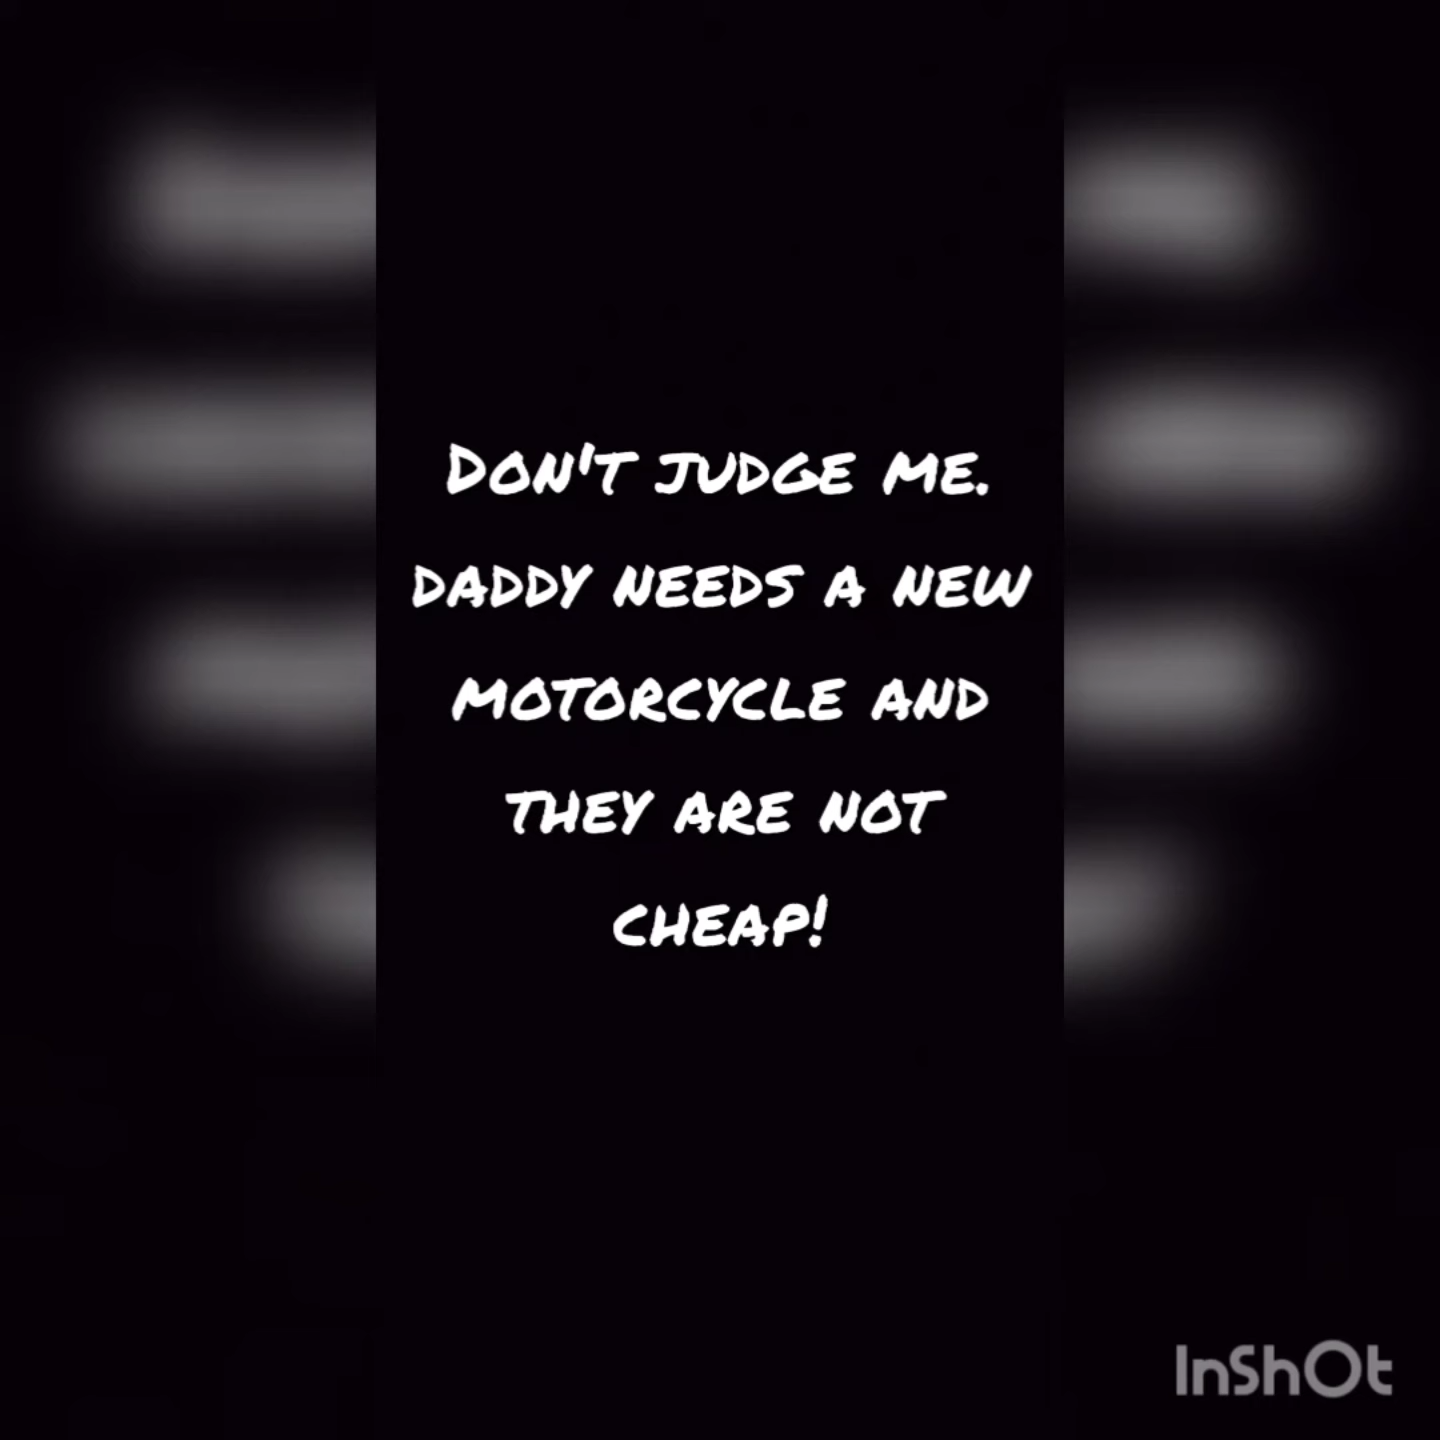 Don't judge me.
daddy needs a new
motorcycle and
they are not
cheap!
InShOt